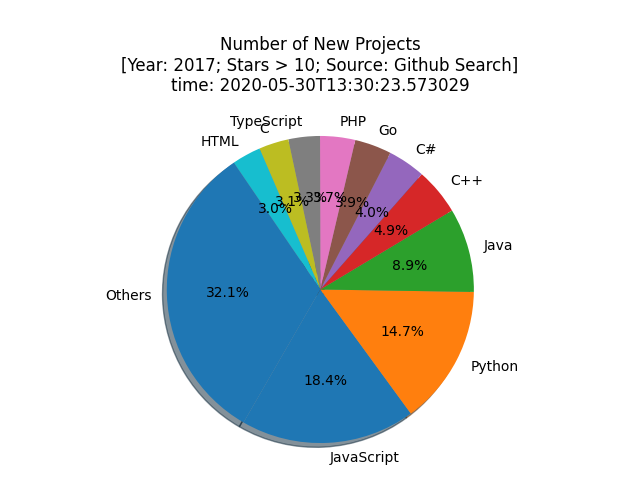 Number of New Projects
[Year: 2017; Stars > 10; Source: Github Search]
time: 2020-05-30T13:30:23.573029
TypeScript
PHP
C
Go
HTML
C#
C++
3.3%
3.7%
3.1%
3.9%
3.0%
4.0%
4.9%
Java
8.9%
Others
32.1%
14.7%
Python
18.4%
JavaScript